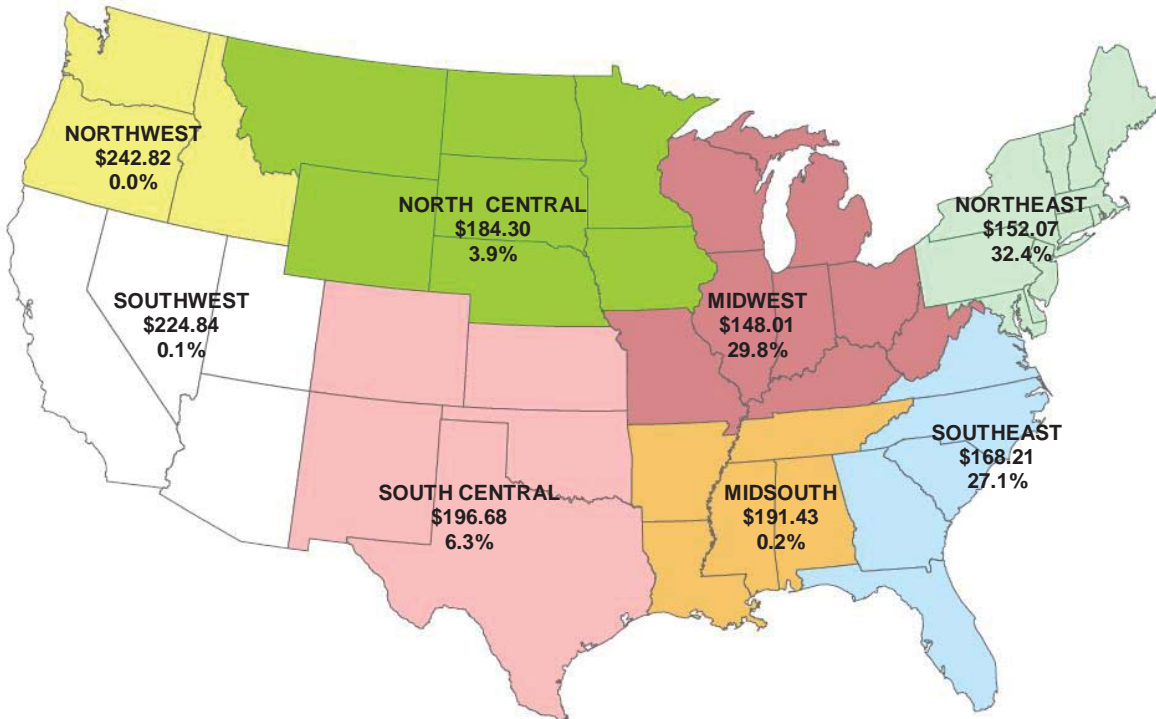 NORTHWEST
$242.82
0.0%
NORTH CENTRAL
$184.30
3.9%
NORTHEAST
$152.07
32.4%
SOUTHWEST
$224.84
0.1%
MIDWEST
$148.01
29.8%
SOUTHEAST
$168.21
27.1%
SOUTH CENTRAL
$196.68
6.3%
MIDSOUTH
$191.43
0.2%